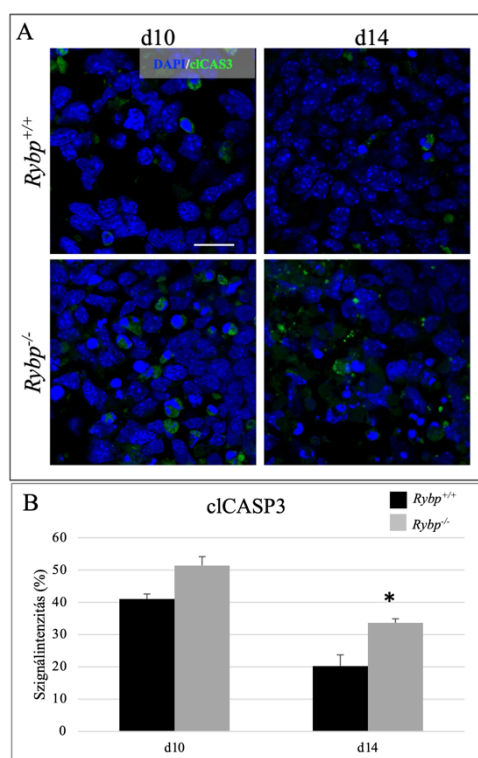 A
d10
d14
DAPI/clCAS3
Rybp+/+
Rybp-/-
B
clCASP3
Rybp+/+
Rybp-/-
Szignálintenzitás (%)
60
50
40
30
20
10
0
*
d10
d14